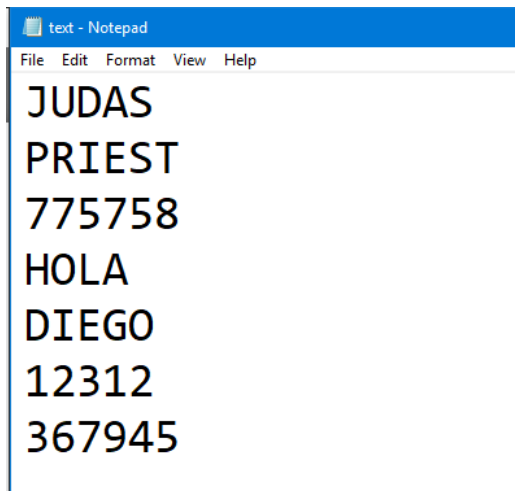 text - Notepad
File Edit Format View Help
JUDAS
PRIEST
775758
HOLA
DIEGO
12312
367945